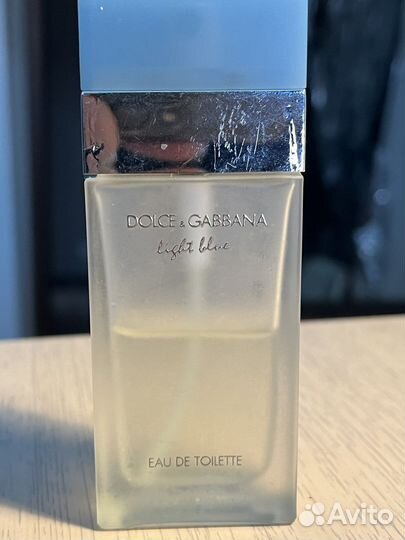 DOLCE & GABBANA
light blue
EAU DE TOILETTE
Avito